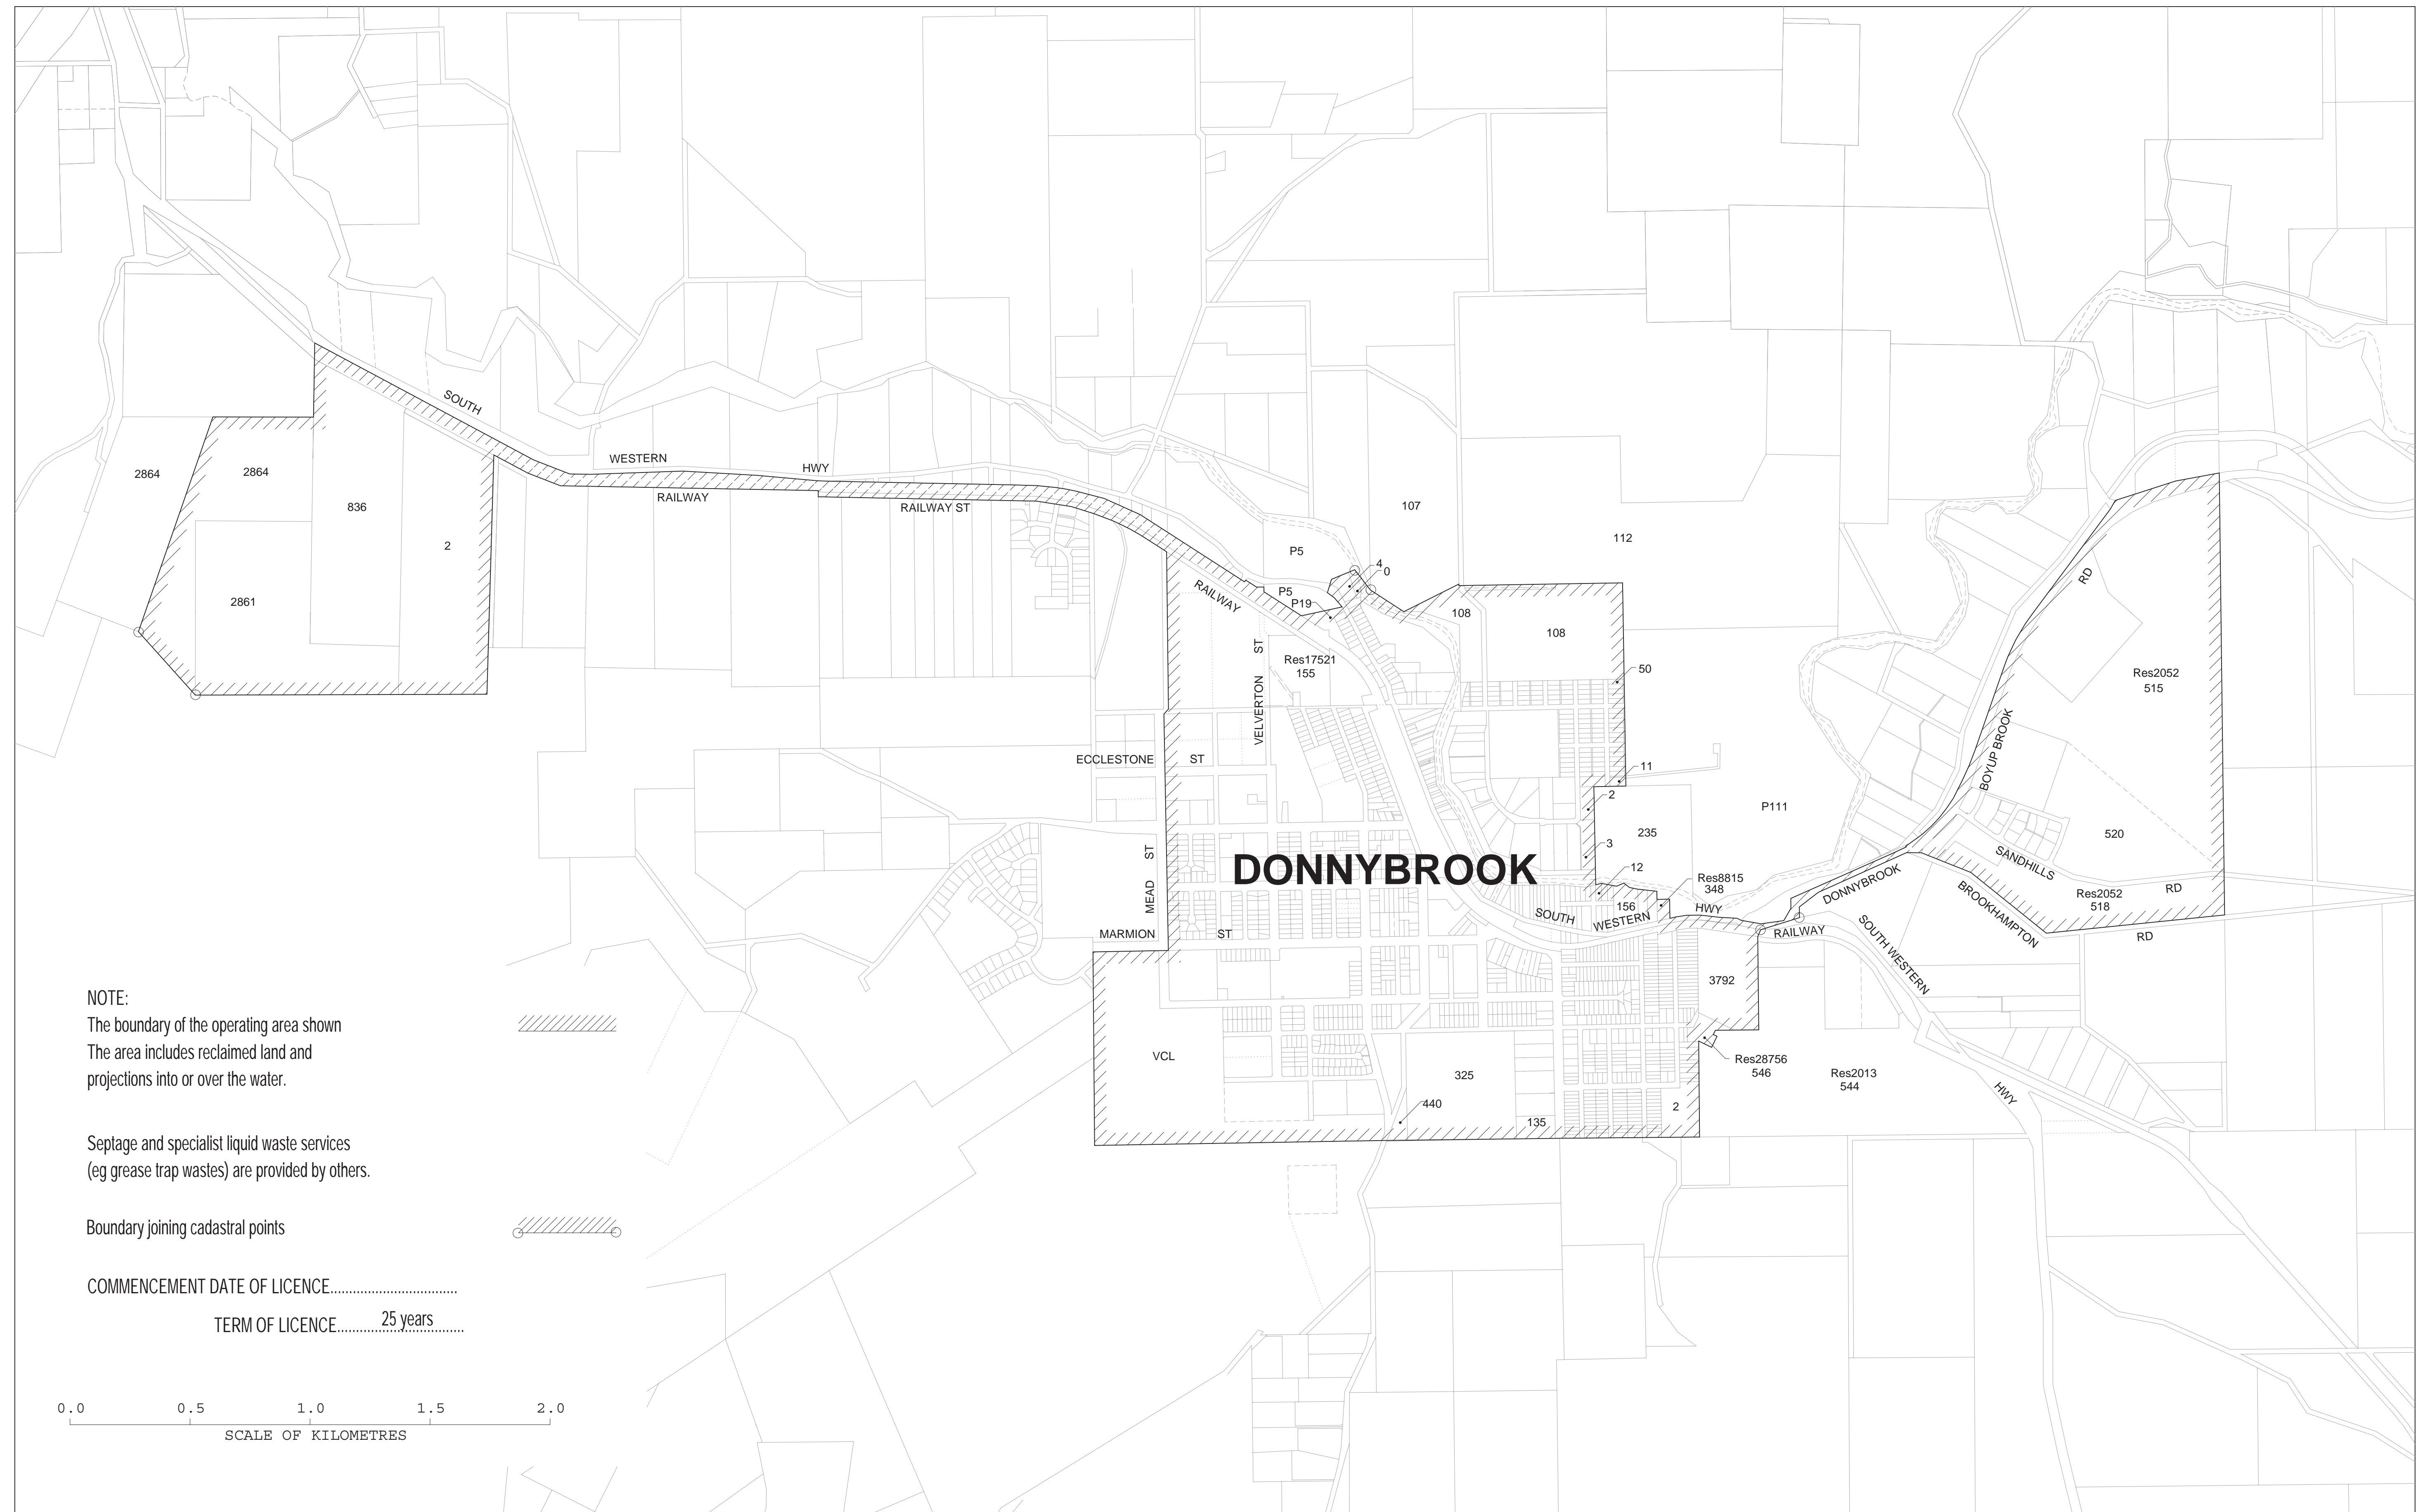 SOUTH
WESTERN
HWY
RAILWAY
RAILWAY ST
2864
2864
836
2
2861
107
112
P5
4
0
P5
P19
RAILWAY
108
108
Res17521
155
VELVERTON ST
50
RD
Res2052
515
BOYUP BROOK
ECCLESTONE ST
11
2
P111
235
3
520
DONNYBROOK
MEAD ST
12
Res8815
348
156
SOUTH WESTERN HWY
DONNYBROOK
SANDHILLS RD
Res2052
518
BROOKHAMPTON RD
MARMION ST
RAILWAY
SOUTH WESTERN
HWY
3792
VCL
325
Res28756
546
Res2013
544
440
2
135
NOTE:
The boundary of the operating area shown
The area includes reclaimed land and
projections into or over the water.
Septage and specialist liquid waste services
(eg grease trap wastes) are provided by others.
Boundary joining cadastral points
COMMENCEMENT DATE OF LICENCE..................................
TERM OF LICENCE............25 years............
0.0 0.5 1.0 1.5 2.0
SCALE OF KILOMETRES